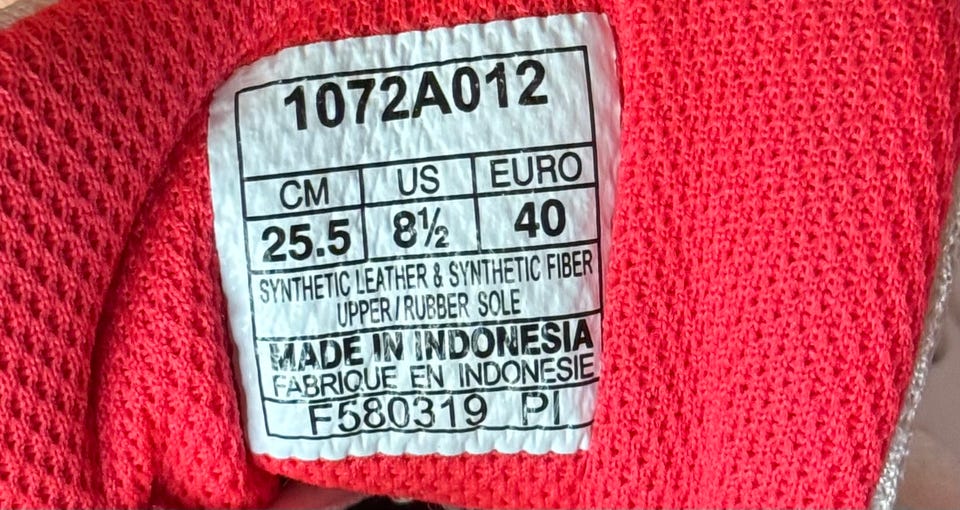 1072A012
CM US EURO
25.5 8½ 40
SYNTHETIC LEATHER & SYNTHETIC FIBER
UPPER/RUBBER SOLE
MADE IN INDONESIA
FABRIQUE EN INDONESIE
F580319 PI